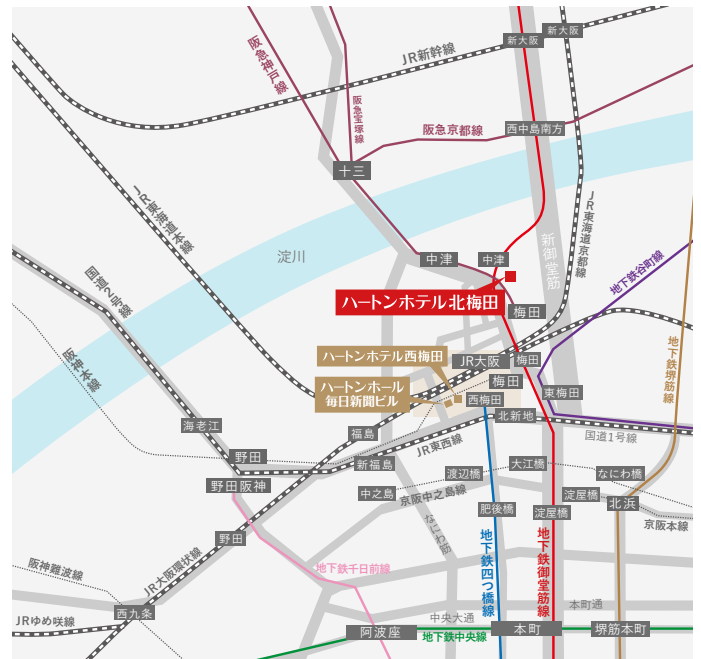 新大阪
新大阪
JR新幹線
阪急神戸線
阪急宝塚線
阪急京都線
西中島南方
十三
JR東海道本線
JR東海道京都線
新御堂筋
淀川
中津
中津
地下鉄谷町線
国道2号線
ハートンホテル北梅田
梅田
阪神本線
地下鉄堺筋線
ハートンホテル西梅田
JR大阪
梅田
梅田
ハートンホール
毎日新聞ビル
西梅田
東梅田
北新地
海老江
福島
国道1号線
JR東西線
野田
新福島
大江橋
渡辺橋
なにわ橋
野田阪神
中之島
京阪中之島線
淀屋橋
北浜
肥後橋
淀屋橋
京阪本線
なにわ筋
野田
地下鉄四つ橋線
地下鉄御堂筋線
地下鉄千日前線
阪神難波線
JR大阪環状線
西九条
JRゆめ咲線
本町通
中央大通
阿波座
地下鉄中央線
本町
堺筋本町